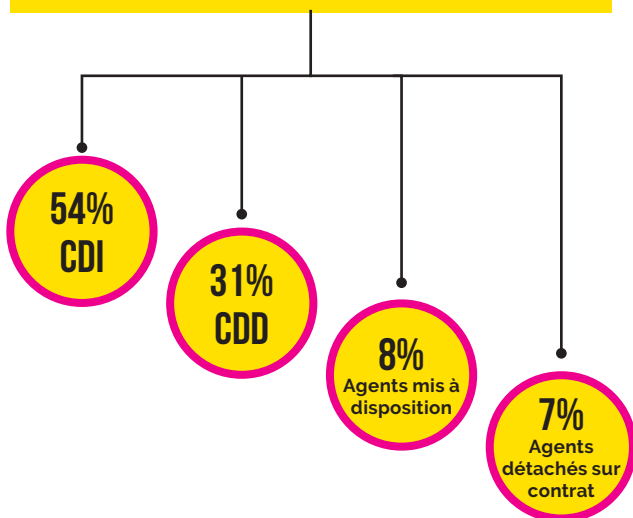 54%
CDI
31%
CDD
8%
Agents mis à
disposition
7%
Agents
détachés sur
contrat